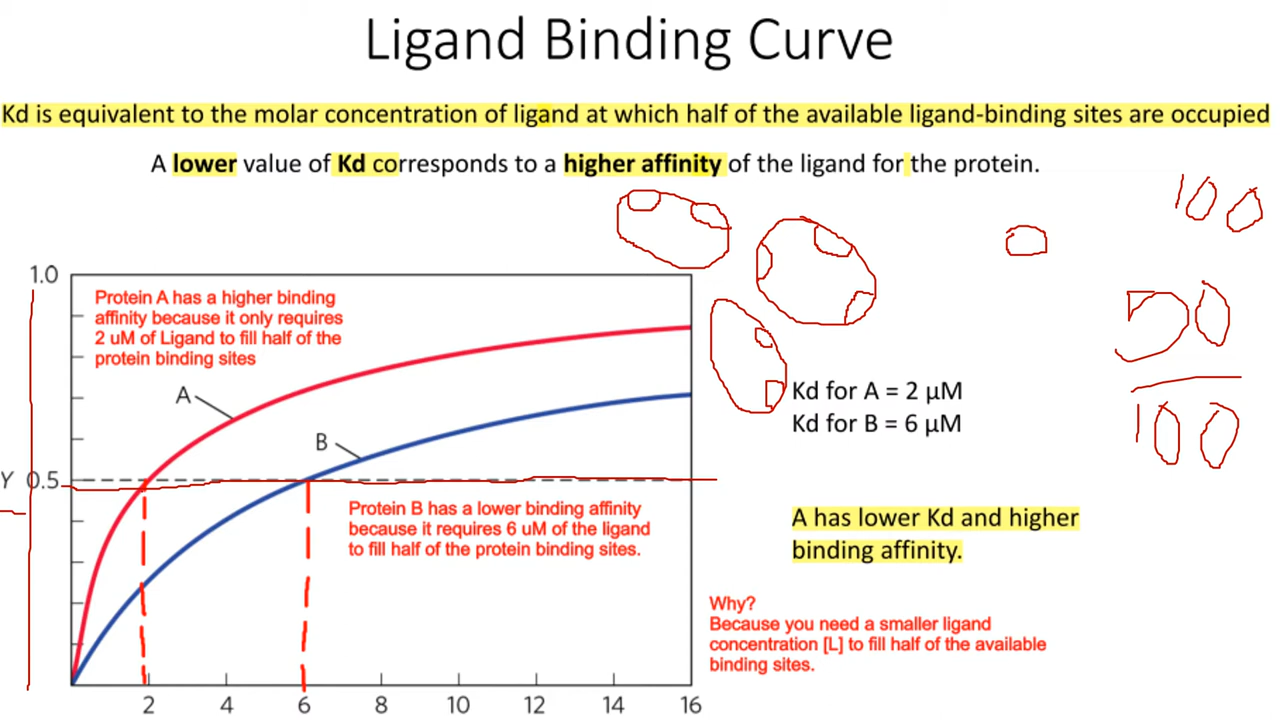 Ligand Binding Curve
Kd is equivalent to the molar concentration of ligand at which half of the available ligand-binding sites are occupied
A lower value of Kd corresponds to a higher affinity of the ligand for the protein.
100
50
100
1.0
Protein A has a higher binding
affinity because it only requires
2 uM of Ligand to fill half of the
protein binding sites
A
B
Y 0.5
Protein B has a lower binding affinity
because it requires 6 uM of the ligand
to fill half of the protein binding sites.
2 4 6 8 10 12 14 16
Kd for A = 2 μM
Kd for B = 6 μM
A has lower Kd and higher
binding affinity.
Why?
Because you need a smaller ligand
concentration [L] to fill half of the available
binding sites.